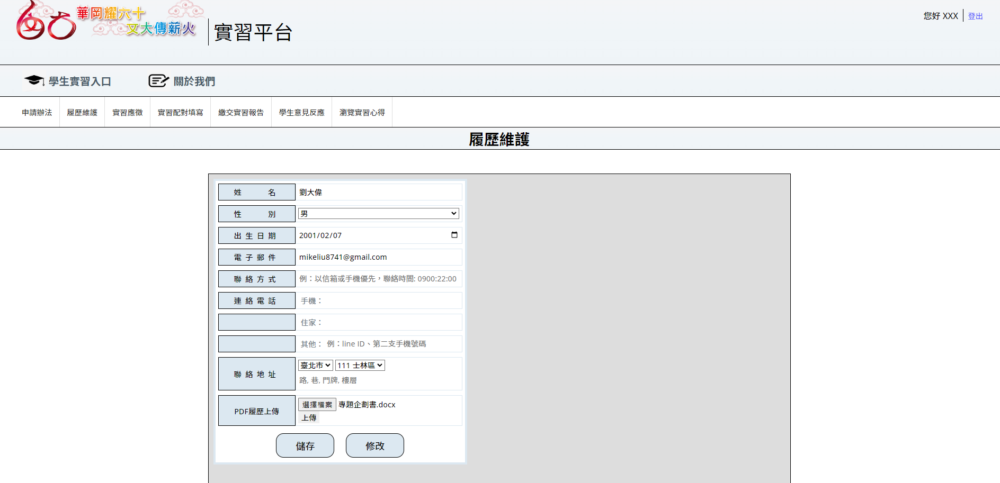 華岡耀六十
文大傳薪火
實習平台
您好 XXX
登出
學生實習入口
關於我們
申請辦法
履歷維護
實習應徵
實習配對填寫
繳交實習報告
學生意見反應
瀏覽實習心得
履歷維護
姓 名 劉大偉
性 別 男
出 生 日 期 2001/02/07
電 子 郵 件 mikeliu8741@gmail.com
聯 絡 方 式 例：以信箱或手機優先，聯絡時間: 0900:22:00
連 絡 電 話 手機：
住家：
其他： 例：line ID、第二支手機號碼
聯 絡 地 址 臺北市 111 士林區
路, 巷, 門牌, 樓層
PDF履歷上傳 選擇檔案 專題企劃書.docx
上傳
儲存 修改